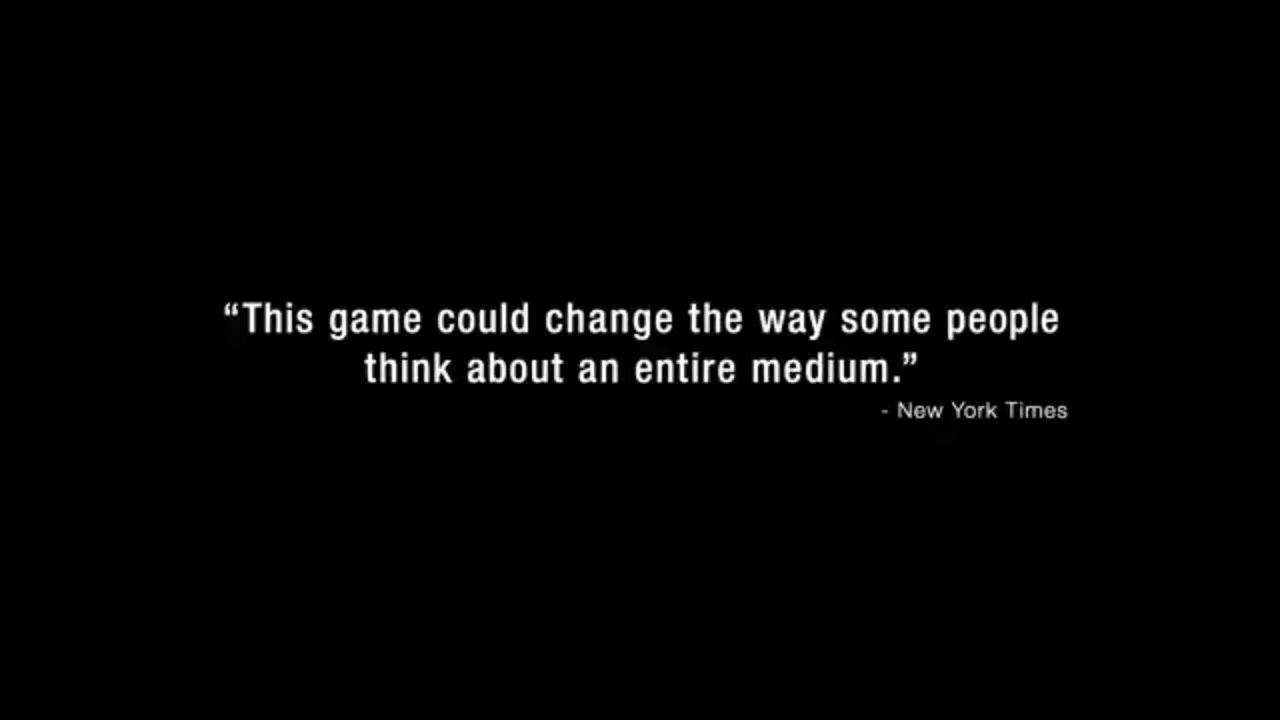 “This game could change the way some people
think about an entire medium.”
- New York Times